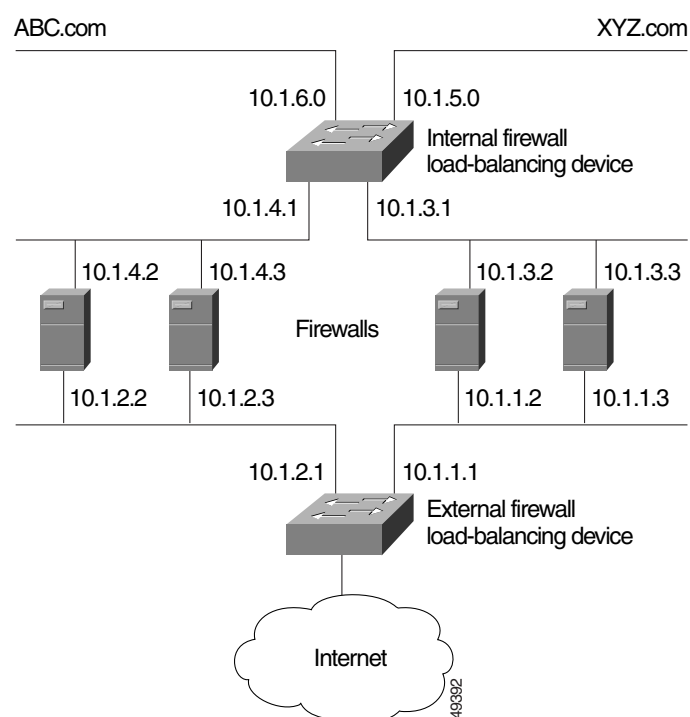 ABC.com
XYZ.com
10.1.6.0
10.1.5.0
Internal firewall
load-balancing device
10.1.4.1
10.1.3.1
10.1.4.2
10.1.4.3
10.1.3.2
10.1.3.3
Firewalls
10.1.2.2
10.1.2.3
10.1.1.2
10.1.1.3
10.1.2.1
10.1.1.1
External firewall
load-balancing device
Internet
49392